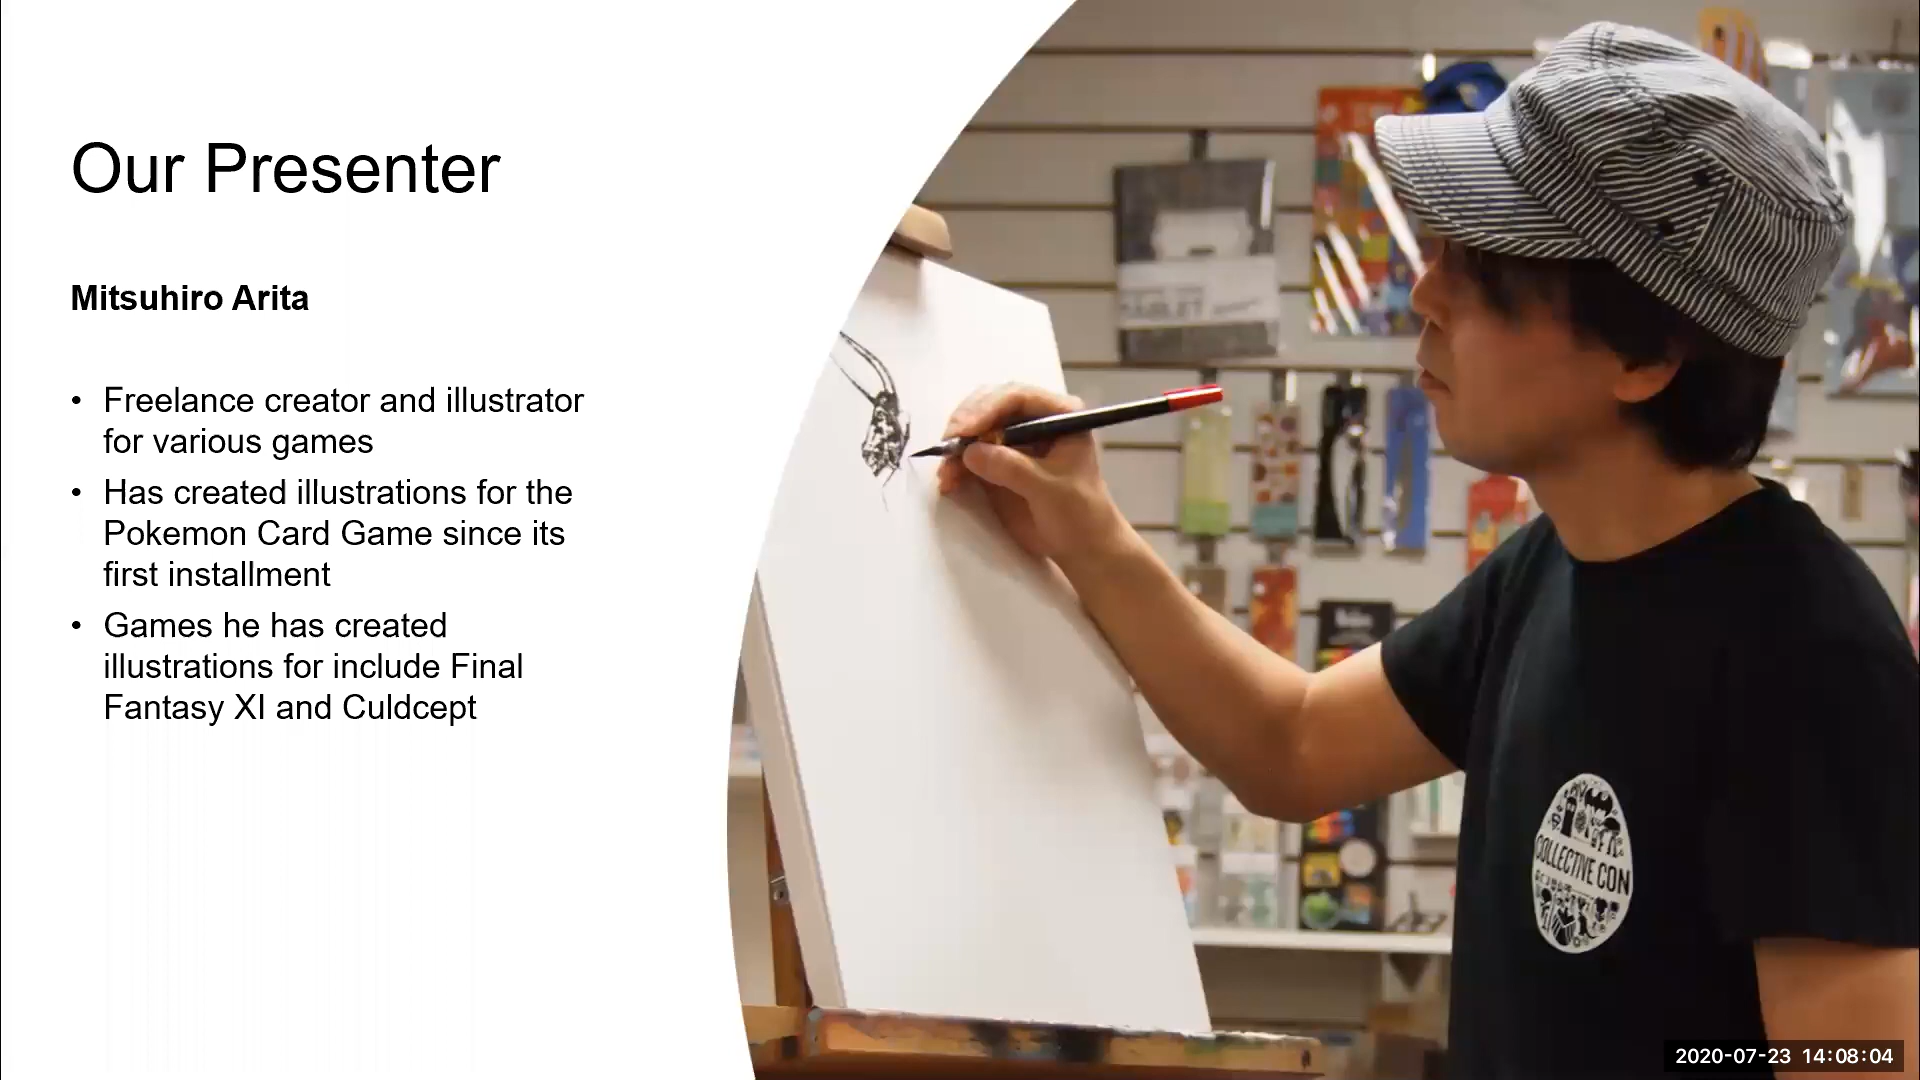 Our Presenter
Mitsuhiro Arita
• Freelance creator and illustrator
for various games
• Has created illustrations for the
Pokemon Card Game since its
first installment
• Games he has created
illustrations for include Final
Fantasy XI and Culdcept
TABLET
COLLECTIVE CON
2020-07-23 14:08:04